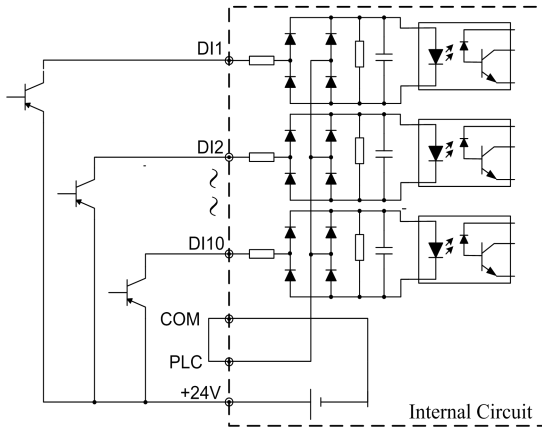 DI1
DI2
DI10
COM
PLC
+24V
Internal Circuit